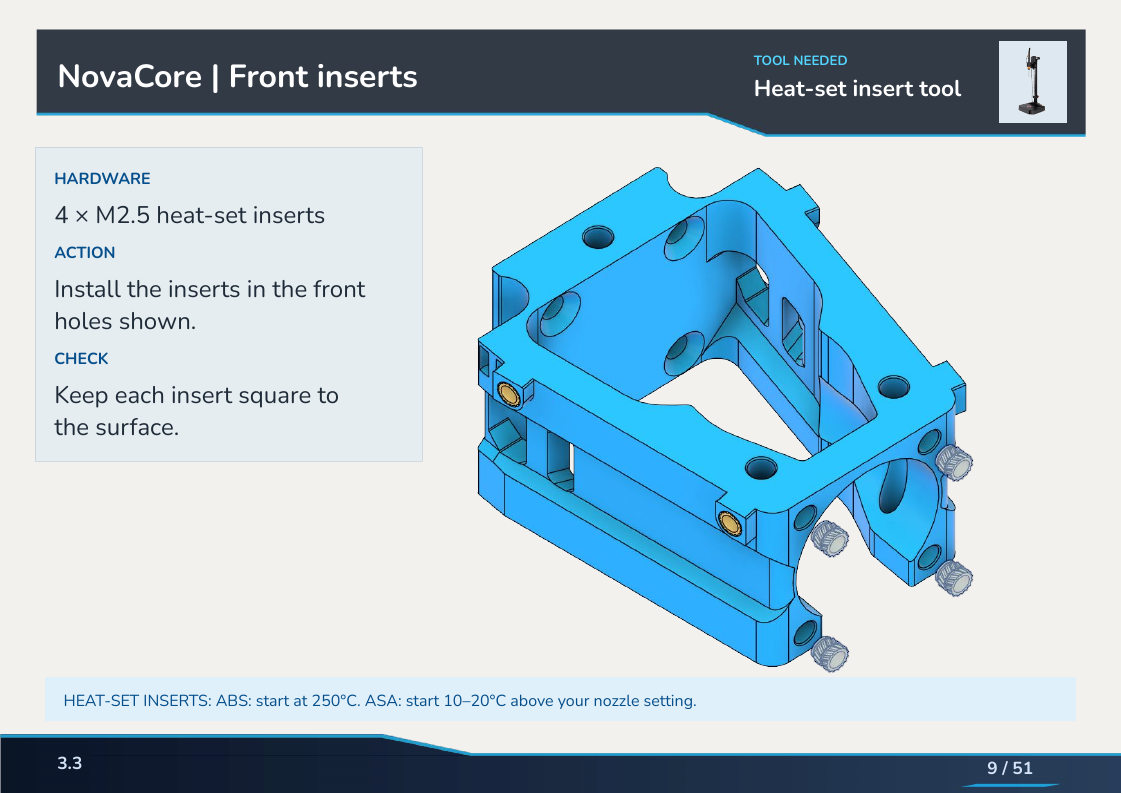 NovaCore | Front inserts
TOOL NEEDED
Heat-set insert tool
HARDWARE
4 × M2.5 heat-set inserts
ACTION
Install the inserts in the front
holes shown.
CHECK
Keep each insert square to
the surface.
HEAT-SET INSERTS: ABS: start at 250°C. ASA: start 10–20°C above your nozzle setting.
3.3
9 / 51